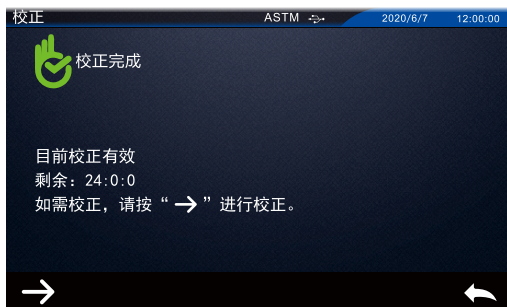 校正 ASTM 2020/6/7 12:00:00
校正完成
目前校正有效
剩余：24:0:0
如需校正，请按“→”进行校正。